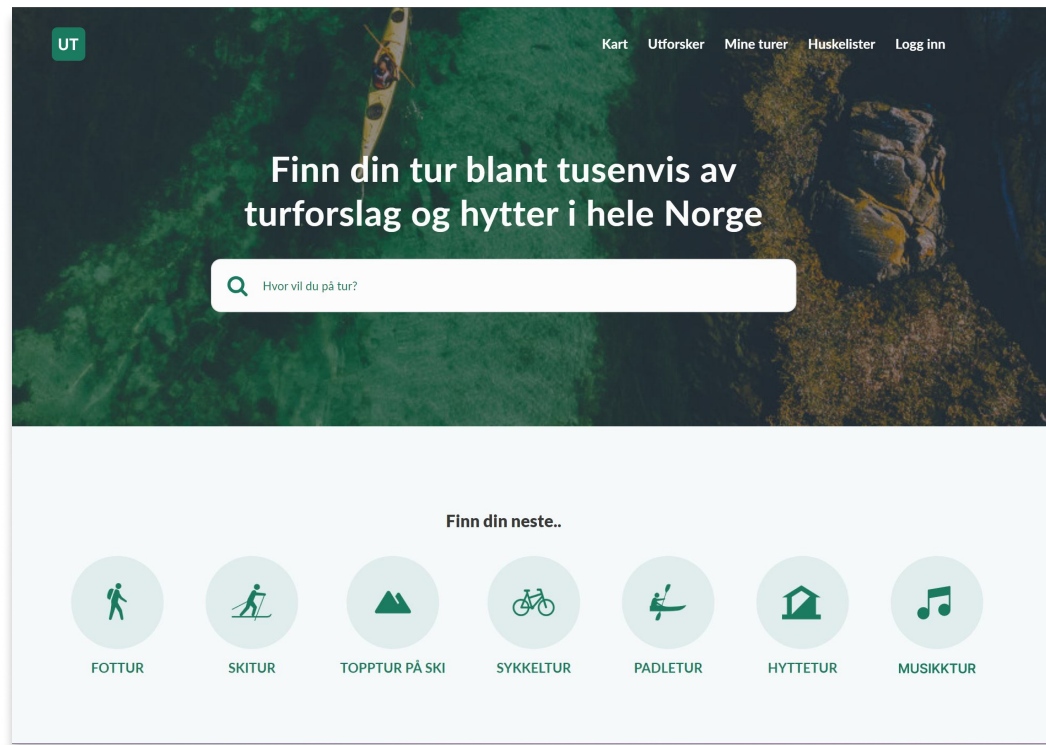 UT
Kart Utforsker Mine turer Huskelister Logg inn
Finn din tur blant tusenvis av
turforslag og hytter i hele Norge
Hvor vil du på tur?
Finn din neste..
FOTTUR SKITUR TOPPTUR PÅ SKI SYKKELTUR PADLETUR HYTTETUR MUSIKKTUR